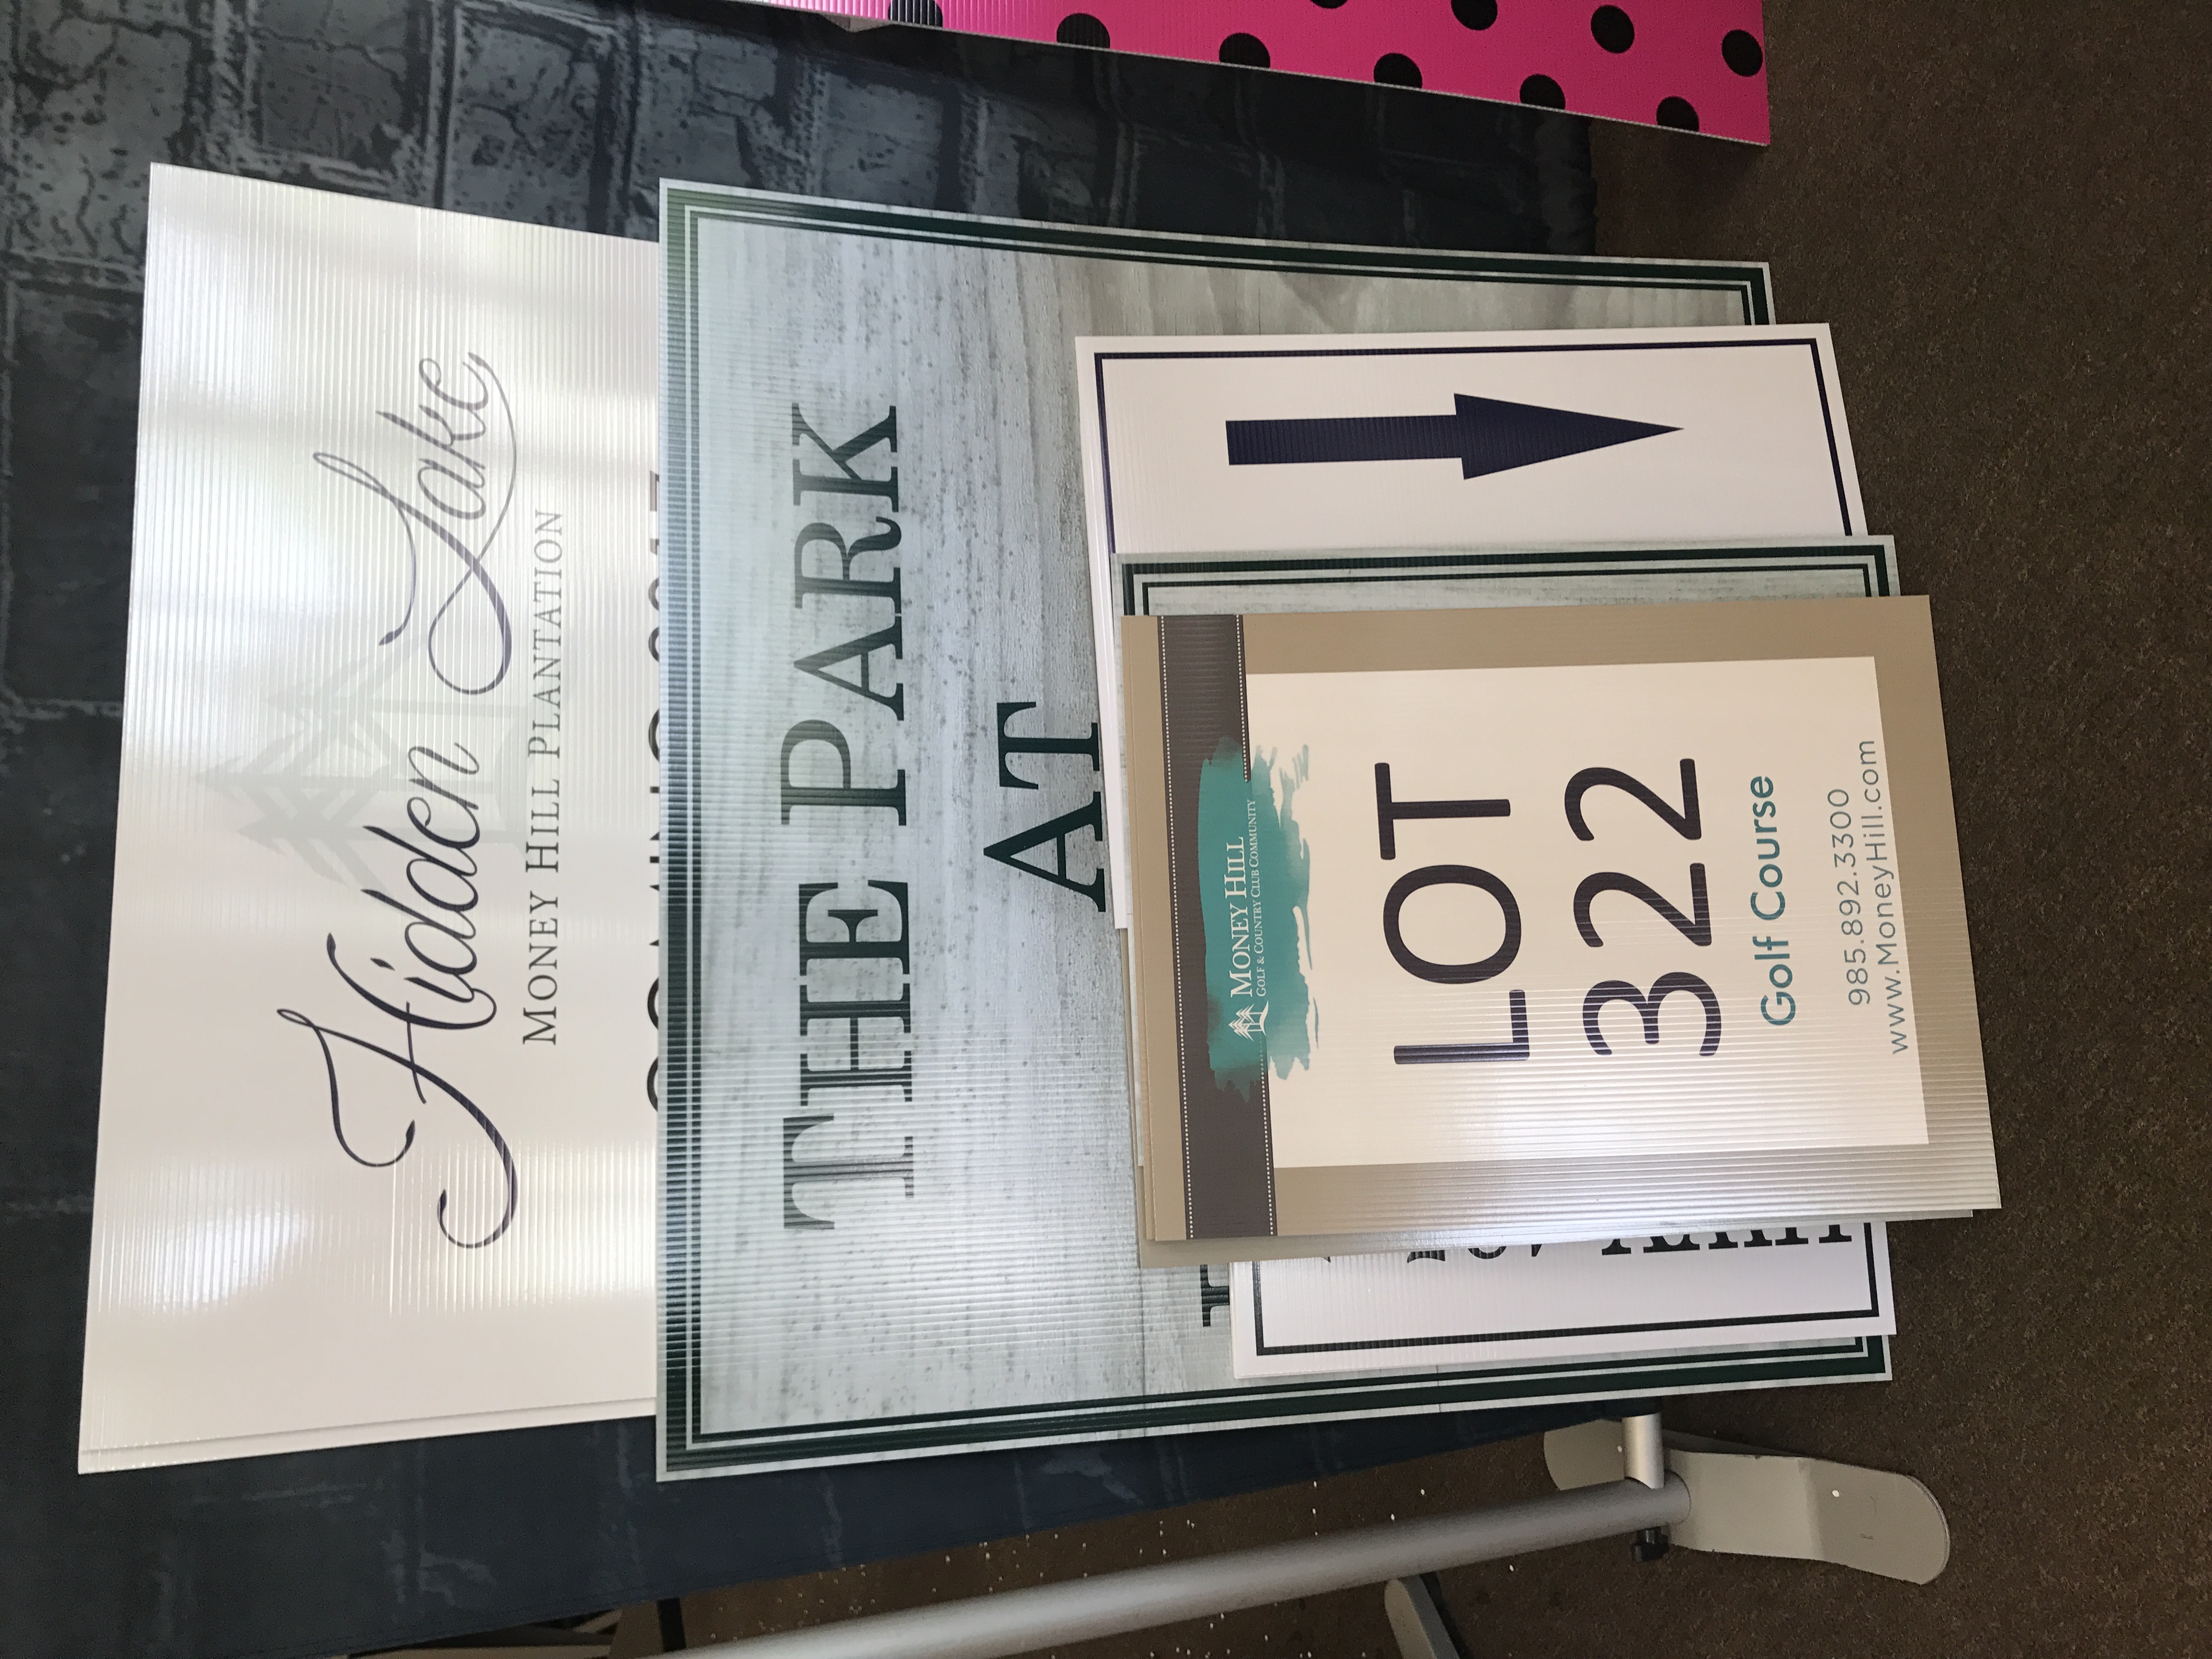 Hidden Lake
MONEY HILL PLANTATION
THE PARK
AT
MONEY HILL
GOLF & COUNTRY CLUB COMMUNITY
LOT
322
Golf Course
985.892.3300
www.MoneyHill.com